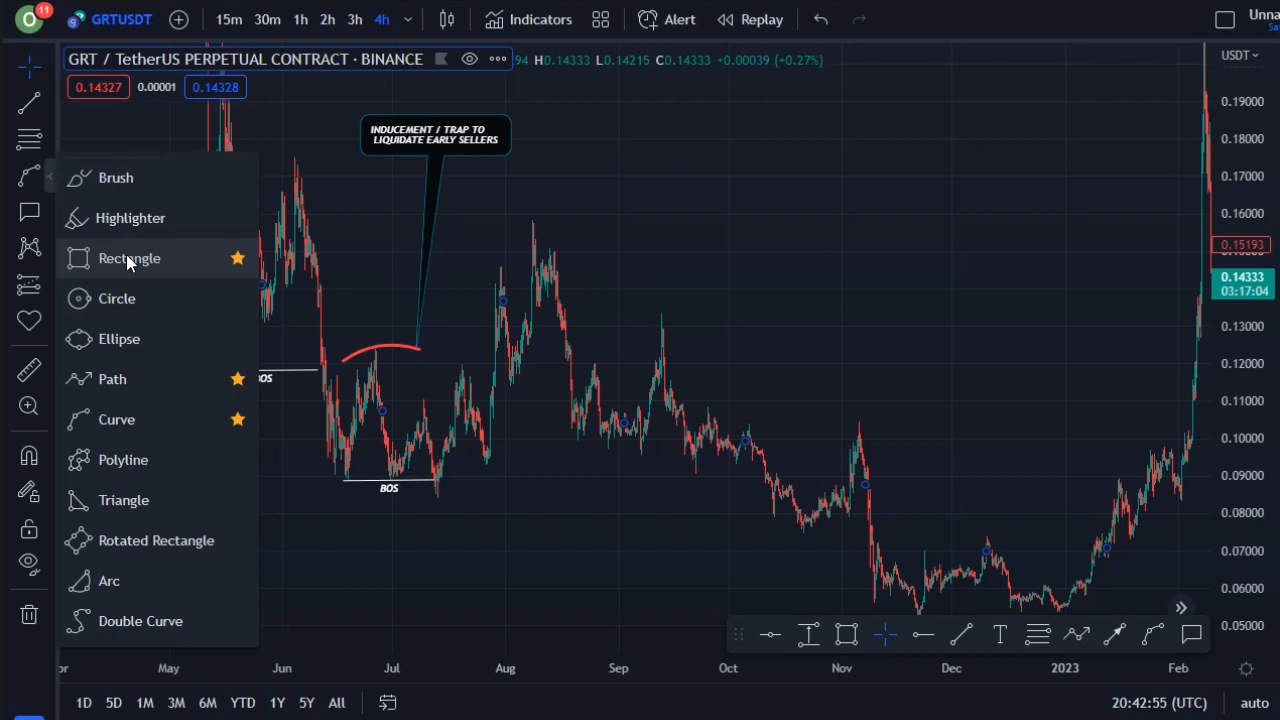 O 11 GRTUSDT 15m 30m 1h 2h 3h 4h Indicators Alert Replay
GRT / TetherUS PERPETUAL CONTRACT · BINANCE 94 H0.14333 L0.14215 C0.14333 +0.00039 (+0.27%) USDT
0.14327 0.00001 0.14328
INDUCEMENT / TRAP TO
LIQUIDATE EARLY SELLERS
Brush
Highlighter
Rectangle
Circle
Ellipse
Path
Curve
Polyline
Triangle
Rotated Rectangle
Arc
Double Curve
BOS
0.19000
0.18000
0.17000
0.16000
0.15193
0.14333
03:17:04
0.13000
0.12000
0.11000
0.10000
0.09000
0.08000
0.07000
0.06000
0.05000
T
May Jun Jul Aug Sep Oct Nov Dec 2023 Feb
1D 5D 1M 3M 6M YTD 1Y 5Y All 20:42:55 (UTC) auto